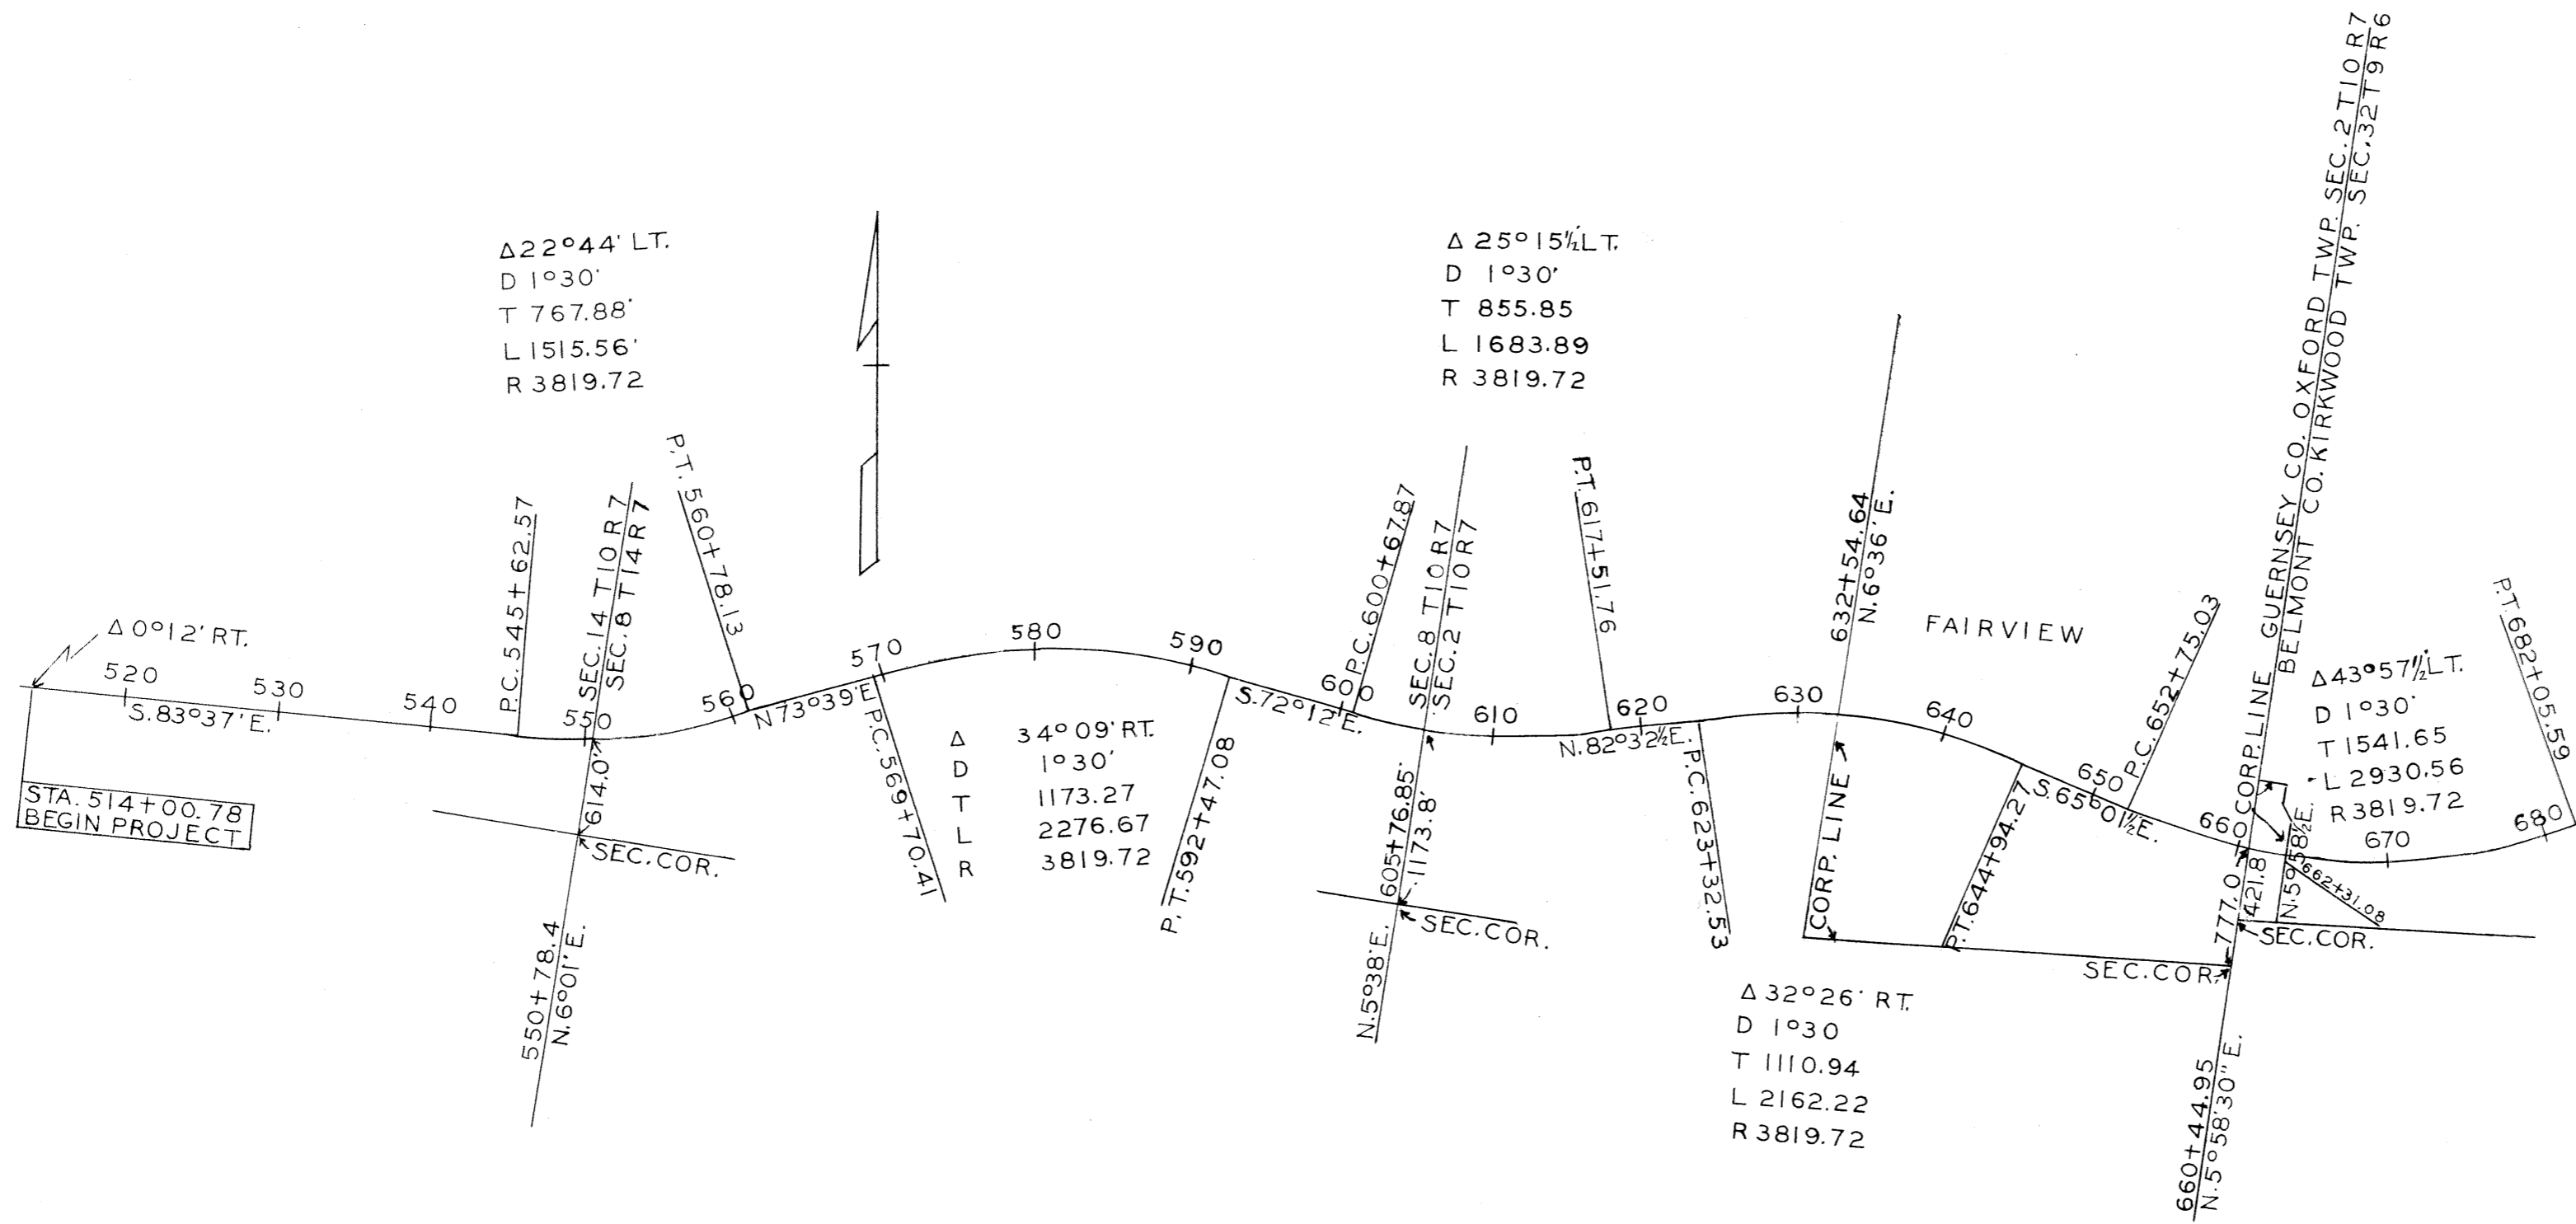 Δ 0°12' RT.
520
530
540
S.83°37'E.
STA. 514+00.78
BEGIN PROJECT
P.C. 545+62.57
Δ22°44' LT.
D 1°30'
T 767.88'
L 1515.56'
R 3819.72
550
SEC.14 T10 R7
SEC.8 T14 R7
614.0'
SEC.COR.
550+78.4
N.6°01'E.
P.T. 560+78.13
560
N73°39'E
570
P.C.569+70.41
580
590
Δ 34°09' RT.
D 1°30'
T 1173.27
L 2276.67
R 3819.72
P.T.592+47.08
S.72°12'E.
600
P.C.600+67.87
Δ 25°15½' LT.
D 1°30'
T 855.85
L 1683.89
R 3819.72
SEC.8 T10 R7
SEC.2 T10 R7
605+76.85'
1173.8'
SEC.COR.
N.5°38'E.
610
P.T. 617+51.76
620
N.82°32½'E.
P.C.623+32.53
630
632+54.64
N.6°36'E.
CORP. LINE
FAIRVIEW
640
P.T.644+94.27
S.65°01½'E.
650
P.C.652+75.03
Δ 32°26' RT.
D 1°30
T 1110.94
L 2162.22
R 3819.72
GUERNSEY CO. OXFORD TWP. SEC. 2 T10 R7
BELMONT CO. KIRKWOOD TWP. SEC.32 T9 R6
CORP.LINE
660
777.0
421.8
N.5°58½'E.
662+31.08
SEC.COR.
SEC.COR.
660+44.95
N.5°58'30"E.
Δ43°57½' LT.
D 1°30'
T 1541.65
L 2930.56
R 3819.72
670
680
P.T.682+05.59